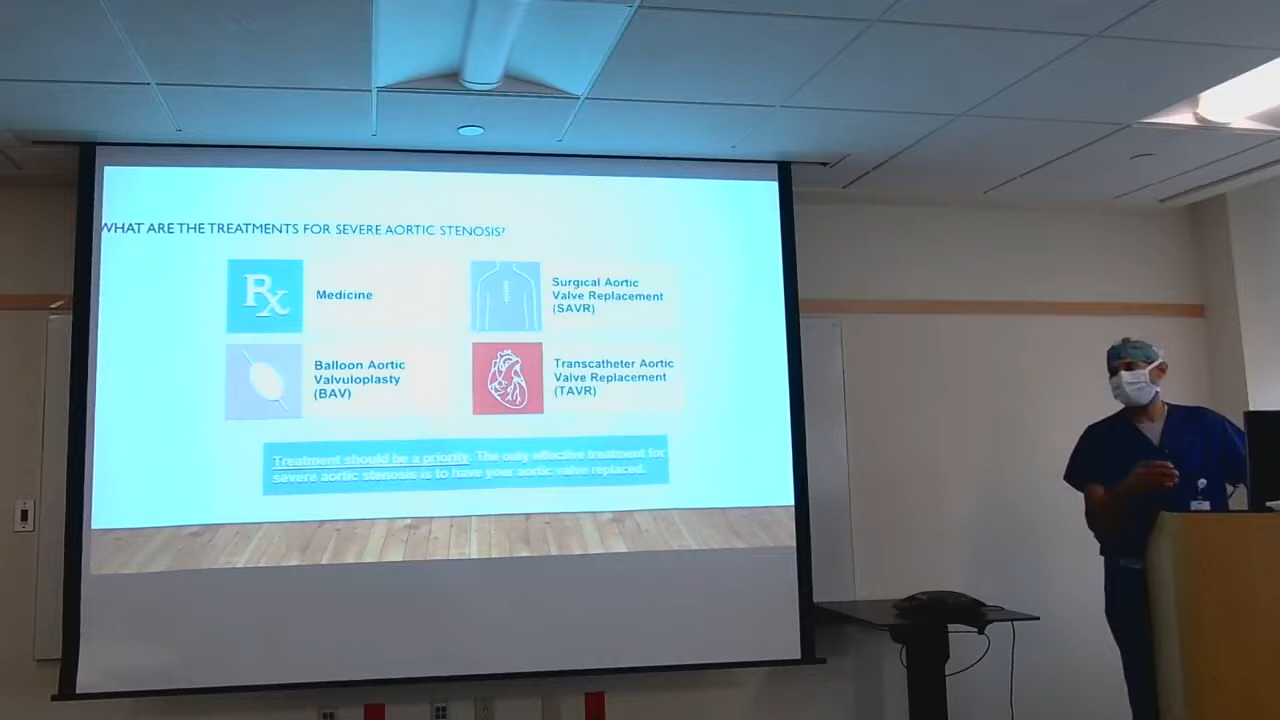 WHAT ARE THE TREATMENTS FOR SEVERE AORTIC STENOSIS?
Rx
Medicine
Surgical Aortic
Valve Replacement
(SAVR)
Balloon Aortic
Valvuloplasty
(BAV)
Transcatheter Aortic
Valve Replacement
(TAVR)
Treatment should be a priority. The only effective treatment for
severe aortic stenosis is to have your aortic valve replaced.